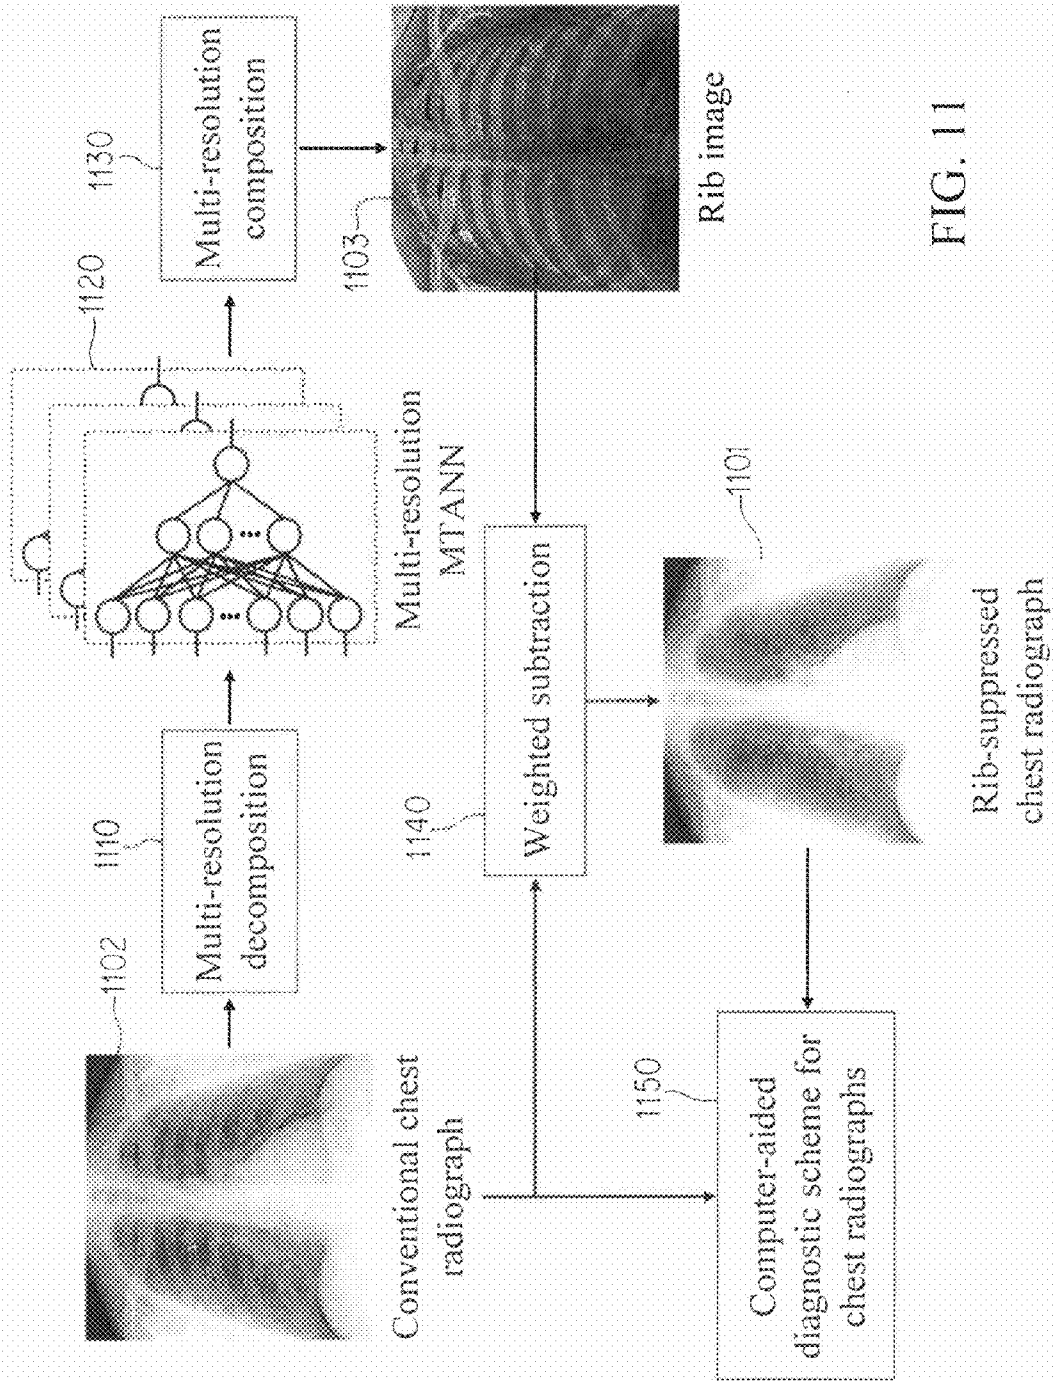 1102
Conventional chest
radiograph
1110
Multi-resolution
decomposition
1120
Multi-resolution
MTANN
1130
Multi-resolution
composition
1103
Rib image
1140
Weighted subtraction
1101
Rib-suppressed
chest radiograph
1150
Computer-aided
diagnostic scheme for
chest radiographs
FIG. 11